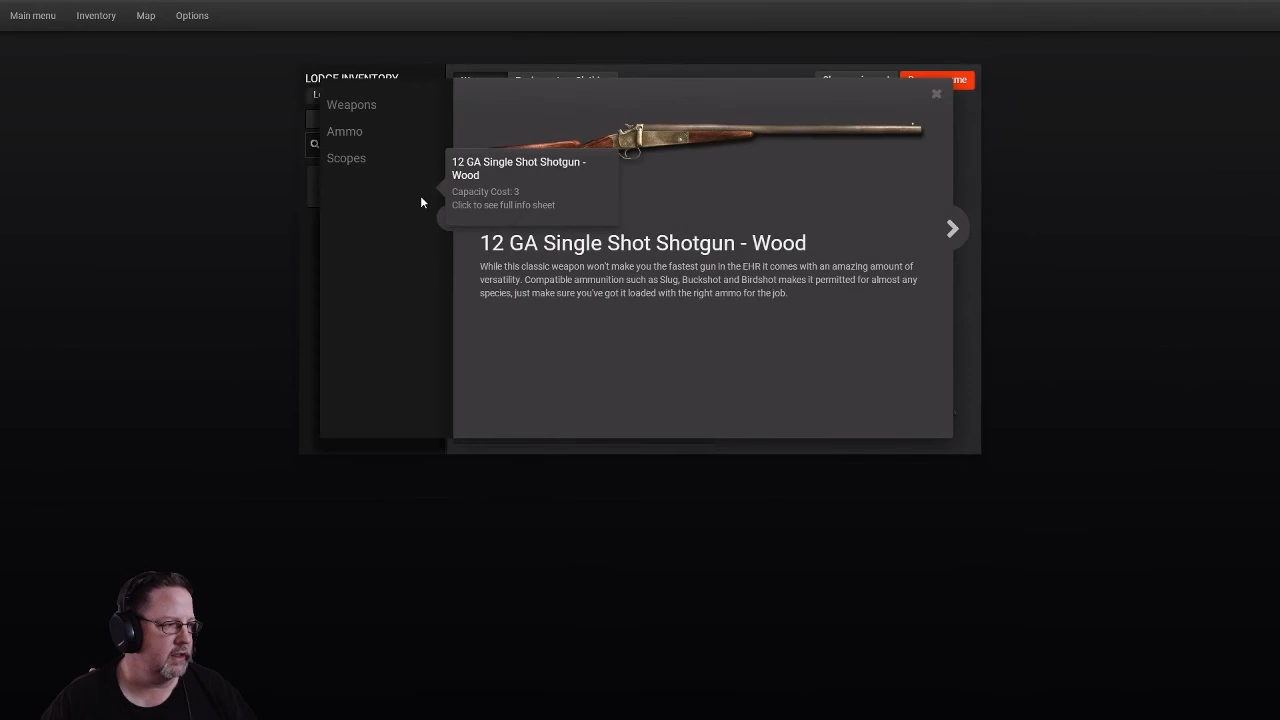 Main menu Inventory Map Options
LODGE INVENTORY
Weapons
Ammo
Scopes
12 GA Single Shot Shotgun -
Wood
Capacity Cost: 3
Click to see full info sheet
12 GA Single Shot Shotgun - Wood
While this classic weapon won't make you the fastest gun in the EHR it comes with an amazing amount of
versatility. Compatible ammunition such as Slug, Buckshot and Birdshot makes it permitted for almost any
species, just make sure you've got it loaded with the right ammo for the job.